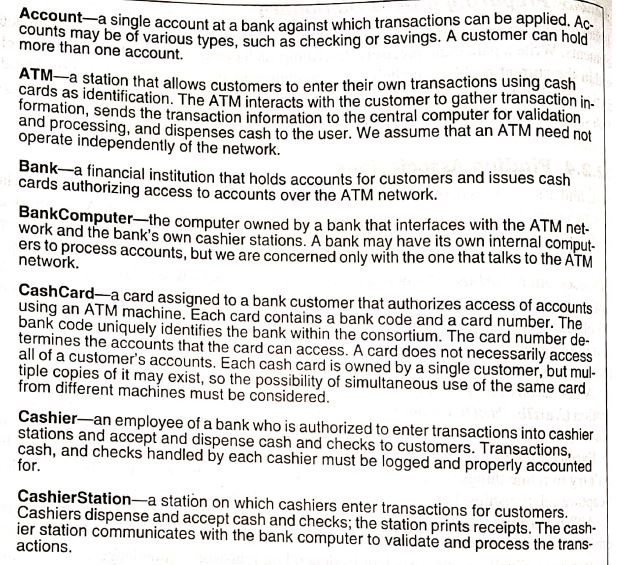 Account—a single account at a bank against which transactions can be applied. Ac-
counts may be of various types, such as checking or savings. A customer can hold
more than one account.
ATM—a station that allows customers to enter their own transactions using cash
cards as identification. The ATM interacts with the customer to gather transaction in-
formation, sends the transaction information to the central computer for validation
and processing, and dispenses cash to the user. We assume that an ATM need not
operate independently of the network.
Bank—a financial institution that holds accounts for customers and issues cash
cards authorizing access to accounts over the ATM network.
BankComputer—the computer owned by a bank that interfaces with the ATM net-
work and the bank's own cashier stations. A bank may have its own internal comput-
ers to process accounts, but we are concerned only with the one that talks to the ATM
network.
CashCard—a card assigned to a bank customer that authorizes access of accounts
using an ATM machine. Each card contains a bank code and a card number. The
bank code uniquely identifies the bank within the consortium. The card number de-
termines the accounts that the card can access. A card does not necessarily access
all of a customer's accounts. Each cash card is owned by a single customer, but mul-
tiple copies of it may exist, so the possibility of simultaneous use of the same card
from different machines must be considered.
Cashier—an employee of a bank who is authorized to enter transactions into cashier
stations and accept and dispense cash and checks to customers. Transactions,
cash, and checks handled by each cashier must be logged and properly accounted
for.
CashierStation—a station on which cashiers enter transactions for customers.
Cashiers dispense and accept cash and checks; the station prints receipts. The cash-
ier station communicates with the bank computer to validate and process the trans-
actions.